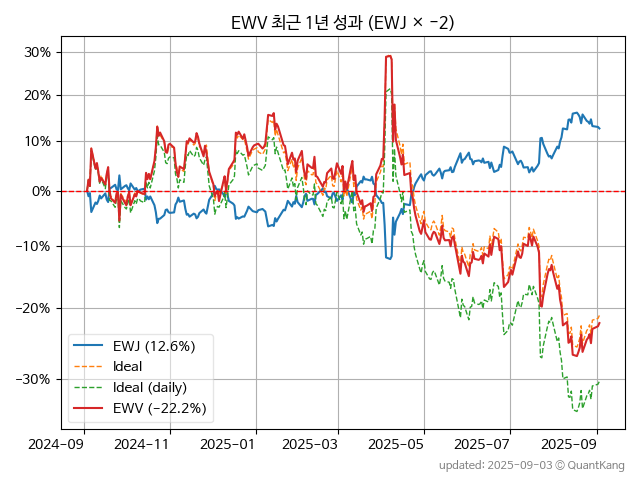 EWV 최근 1년 성과 (EWJ × −2)
30%
20%
10%
0%
−10%
−20%
−30%
EWJ (12.6%)
Ideal
Ideal (daily)
EWV (−22.2%)
2024-09
2024-11
2025-01
2025-03
2025-05
2025-07
2025-09
updated: 2025-09-03 © QuantKang